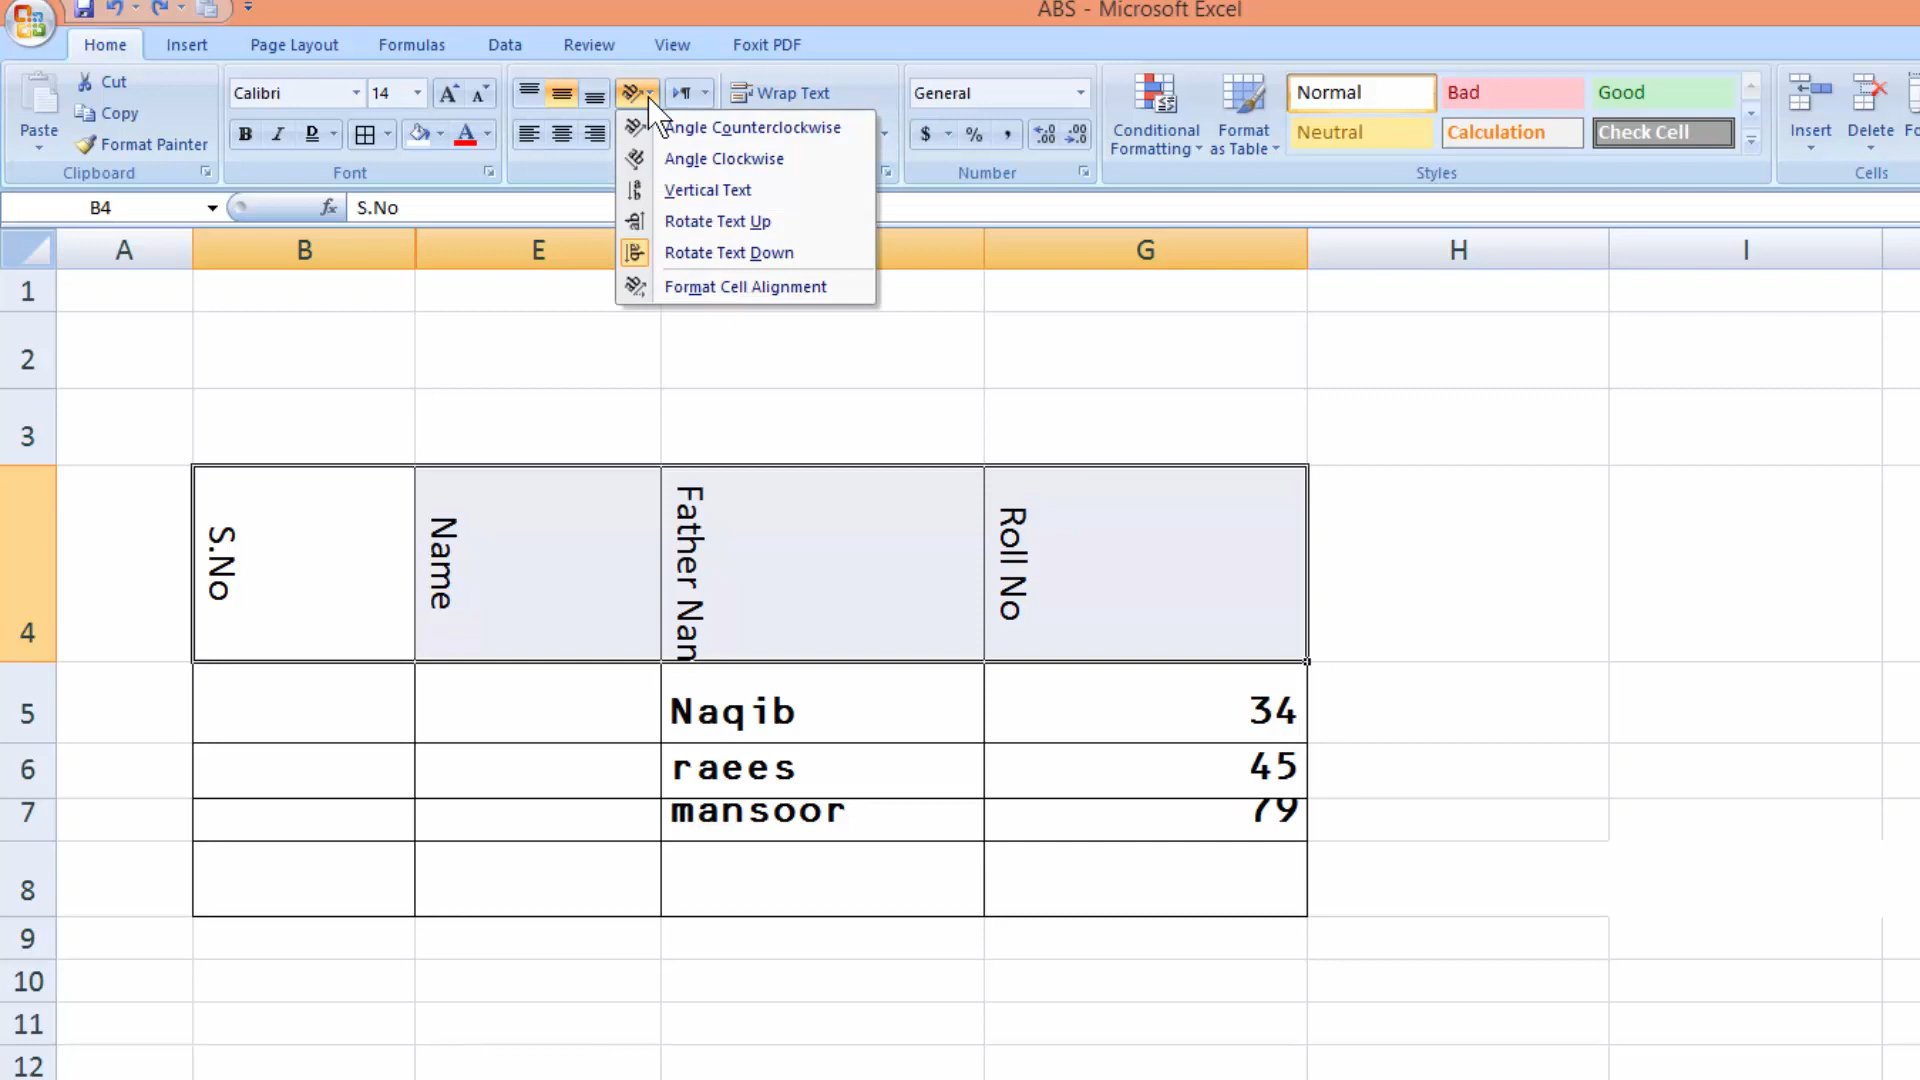 ABS - Microsoft Excel
Home Insert Page Layout Formulas Data Review View Foxit PDF
Paste Cut Copy Format Painter
Calibri 14
Wrap Text
General
Conditional Formatting Format as Table
Normal Bad Good
Neutral Calculation Check Cell
Insert Delete
Clipboard Font Number Styles Cells
Angle Counterclockwise
Angle Clockwise
Vertical Text
Rotate Text Up
Rotate Text Down
Format Cell Alignment
B4 fx S.No
A B E G H I
1
2
3
4 S.No Name Father Nan Roll No
5 Naqib 34
6 raees 45
7 mansoor 79
8
9
10
11
12